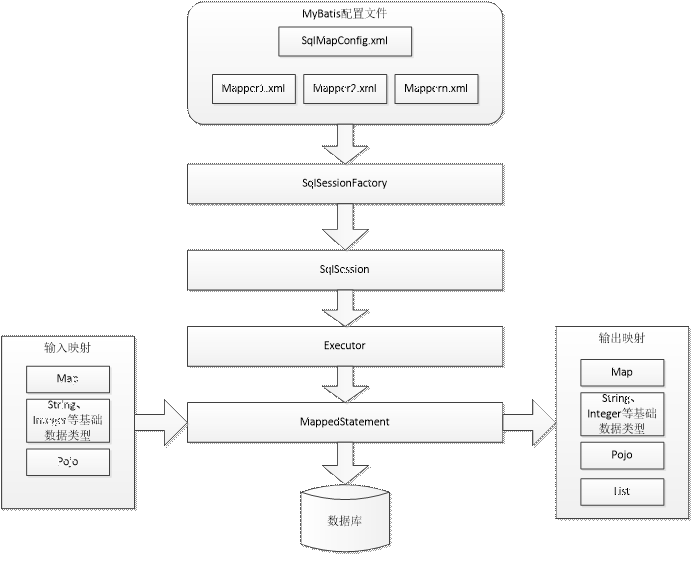 MyBatis配置文件
SqlMapConfig.xml
Mapper1.xml
Mapper2.xml
Mappern.xml
SqlSessionFactory
SqlSession
Executor
MappedStatement
数据库
输入映射
Map
String、
Integer等基础
数据类型
Pojo
输出映射
Map
String、
Integer等基础
数据类型
Pojo
List